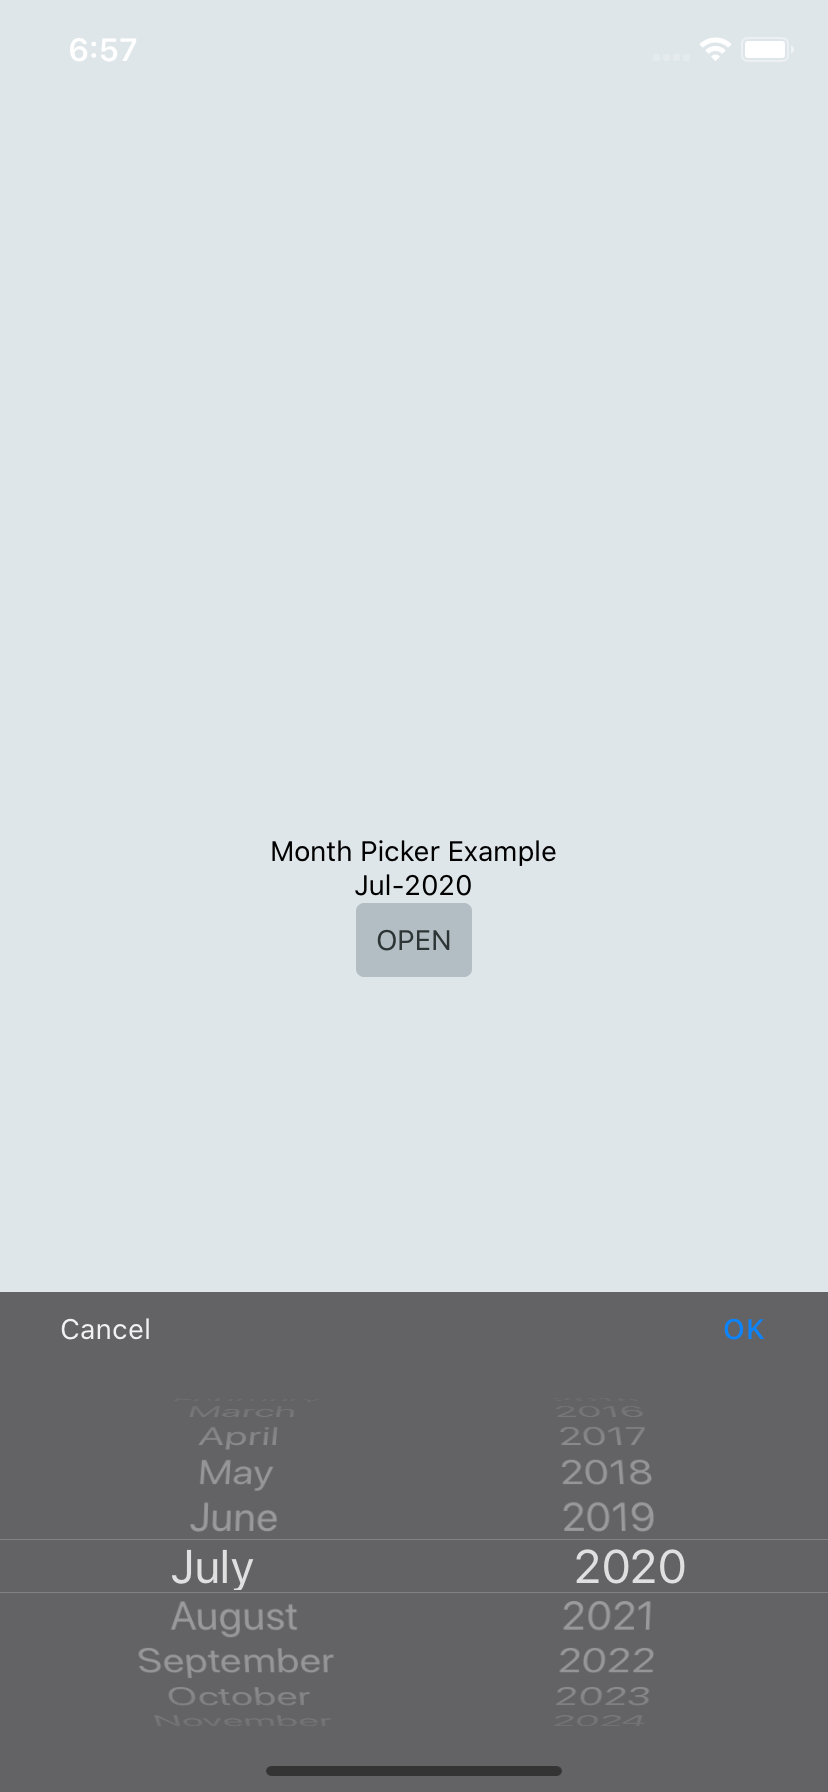 6:57
Month Picker Example
Jul-2020
OPEN
Cancel OK
March 2016
April 2017
May 2018
June 2019
July 2020
August 2021
September 2022
October 2023
November 2024